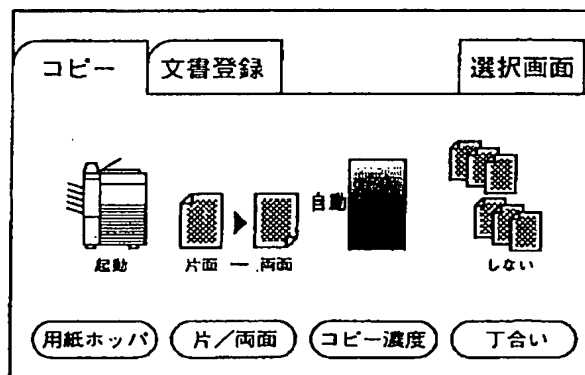 コピー 文書登録 選択画面
自動
起動 片面 — 両面 しない
用紙ホッパ 片／両面 コピー濃度 丁合い